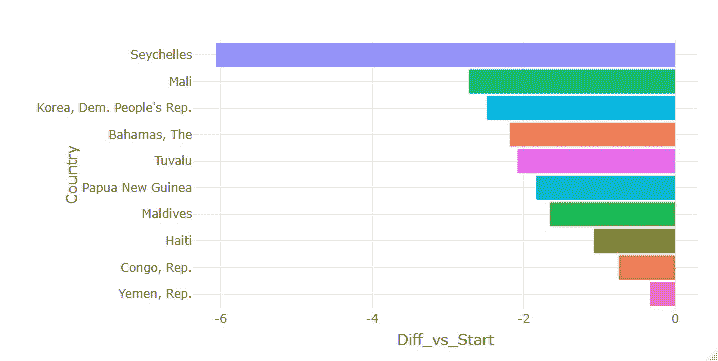 Seychelles
Mali
Korea, Dem. People's Rep.
Bahamas, The
Tuvalu
Papua New Guinea
Maldives
Haiti
Congo, Rep.
Yemen, Rep.
Country
-6 -4 -2 0
Diff_vs_Start